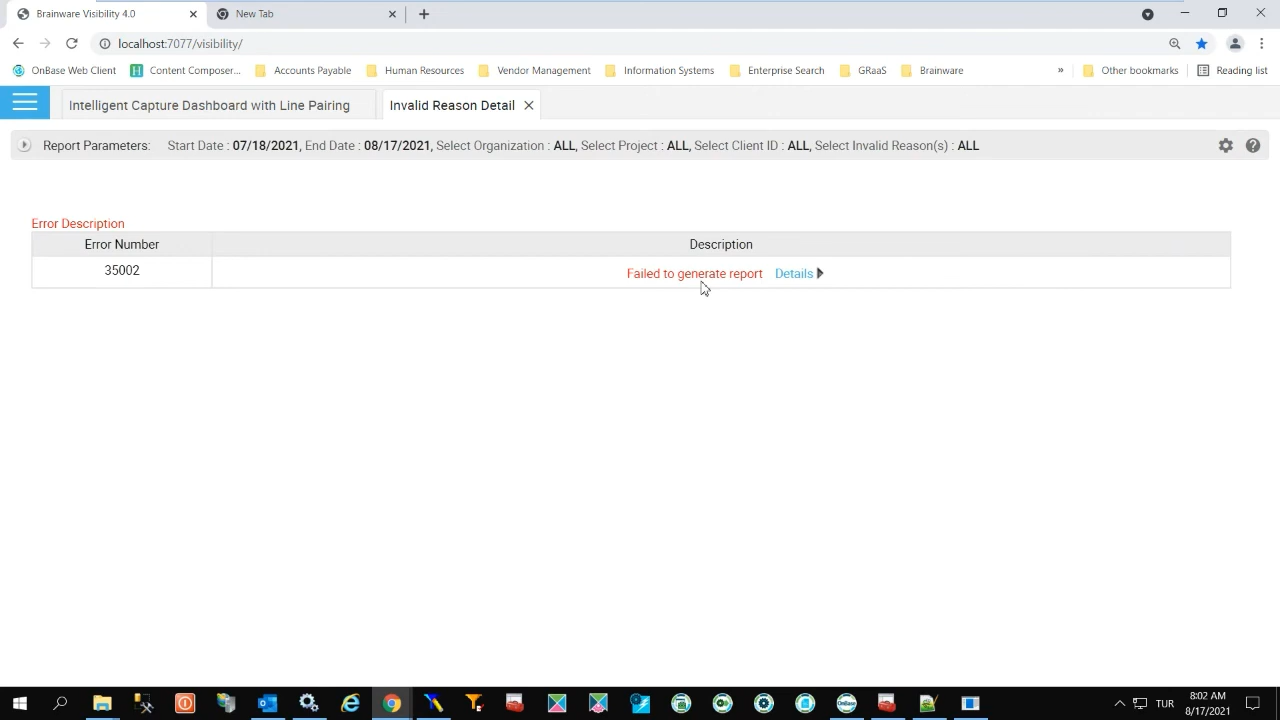 Brainware Visibility 4.0
New Tab
localhost:7077/visibility/
OnBase Web Client
Content Composer...
Accounts Payable
Human Resources
Vendor Management
Information Systems
Enterprise Search
GRaaS
Brainware
»
Other bookmarks
Reading list
Intelligent Capture Dashboard with Line Pairing
Invalid Reason Detail
Report Parameters: Start Date : 07/18/2021, End Date : 08/17/2021, Select Organization : ALL, Select Project : ALL, Select Client ID : ALL, Select Invalid Reason(s) : ALL
Error Description
Error Number Description
35002 Failed to generate report Details
TUR
8:02 AM
8/17/2021